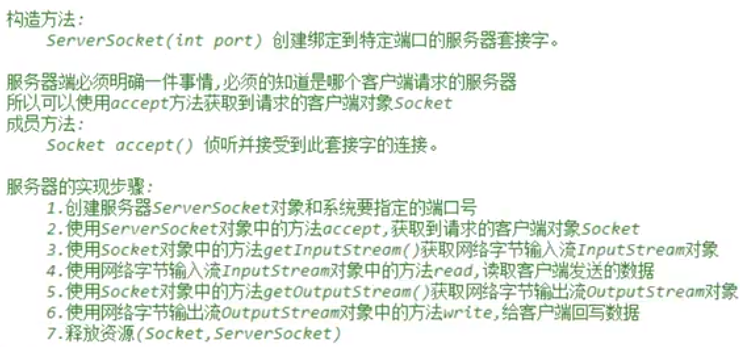 构造方法:
ServerSocket(int port) 创建绑定到特定端口的服务器套接字。
服务器端必须明确一件事情,必须的知道是哪个客户端请求的服务器
所以可以使用accept方法获取到请求的客户端对象Socket
成员方法:
Socket accept() 侦听并接受到此套接字的连接。
服务器的实现步骤:
1.创建服务器ServerSocket对象和系统要指定的端口号
2.使用ServerSocket对象中的方法accept,获取到请求的客户端对象Socket
3.使用Socket对象中的方法getInputStream()获取网络字节输入流InputStream对象
4.使用网络字节输入流InputStream对象中的方法read,读取客户端发送的数据
5.使用Socket对象中的方法getOutputStream()获取网络字节输出流OutputStream对象
6.使用网络字节输出流OutputStream对象中的方法write,给客户端回写数据
7.释放资源(Socket,ServerSocket)